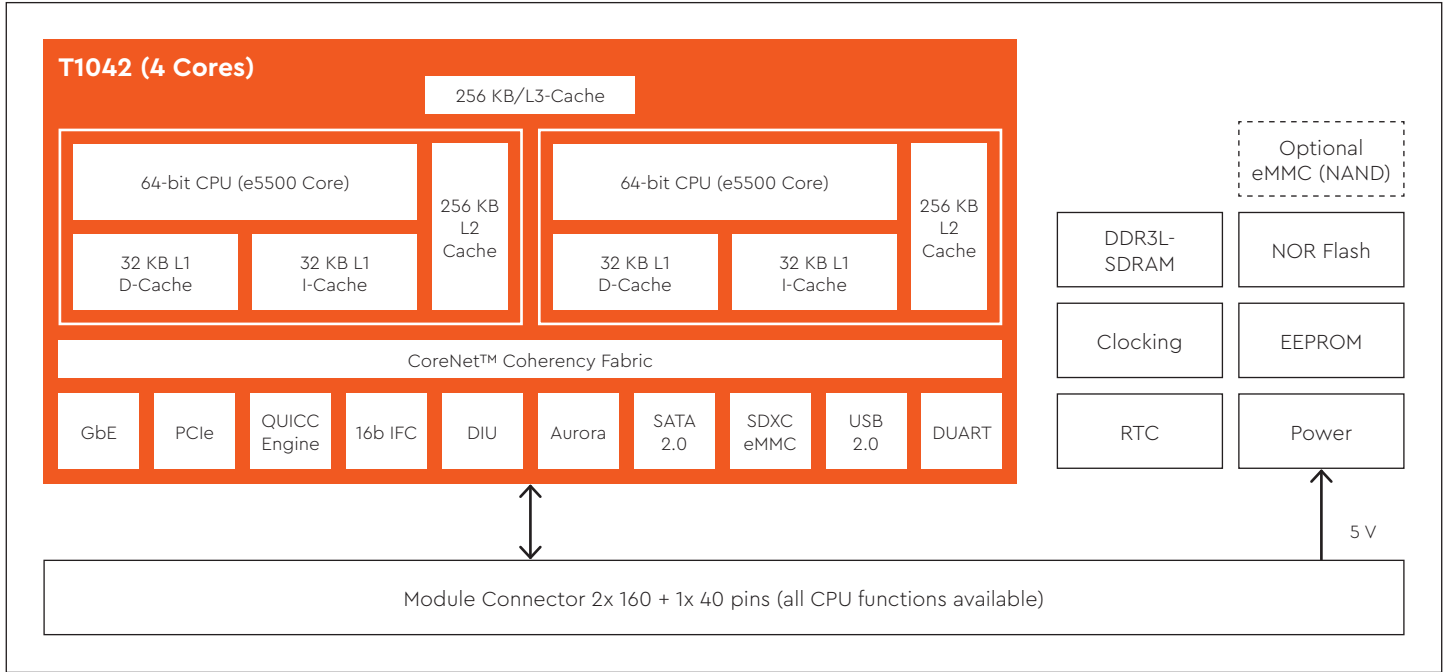 T1042 (4 Cores)
256 KB/L3-Cache
64-bit CPU (e5500 Core)
256 KB
L2
Cache
32 KB L1
D-Cache
32 KB L1
I-Cache
64-bit CPU (e5500 Core)
256 KB
L2
Cache
32 KB L1
D-Cache
32 KB L1
I-Cache
CoreNet™ Coherency Fabric
GbE
PCIe
QUICC
Engine
16b IFC
DIU
Aurora
SATA
2.0
SDXC
eMMC
USB
2.0
DUART
Optional
eMMC (NAND)
DDR3L-
SDRAM
NOR Flash
Clocking
EEPROM
RTC
Power
5 V
Module Connector 2x 160 + 1x 40 pins (all CPU functions available)